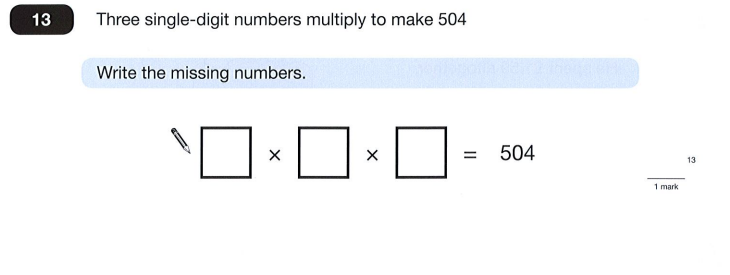 13 Three single-digit numbers multiply to make 504
Write the missing numbers.
× × = 504
13
1 mark